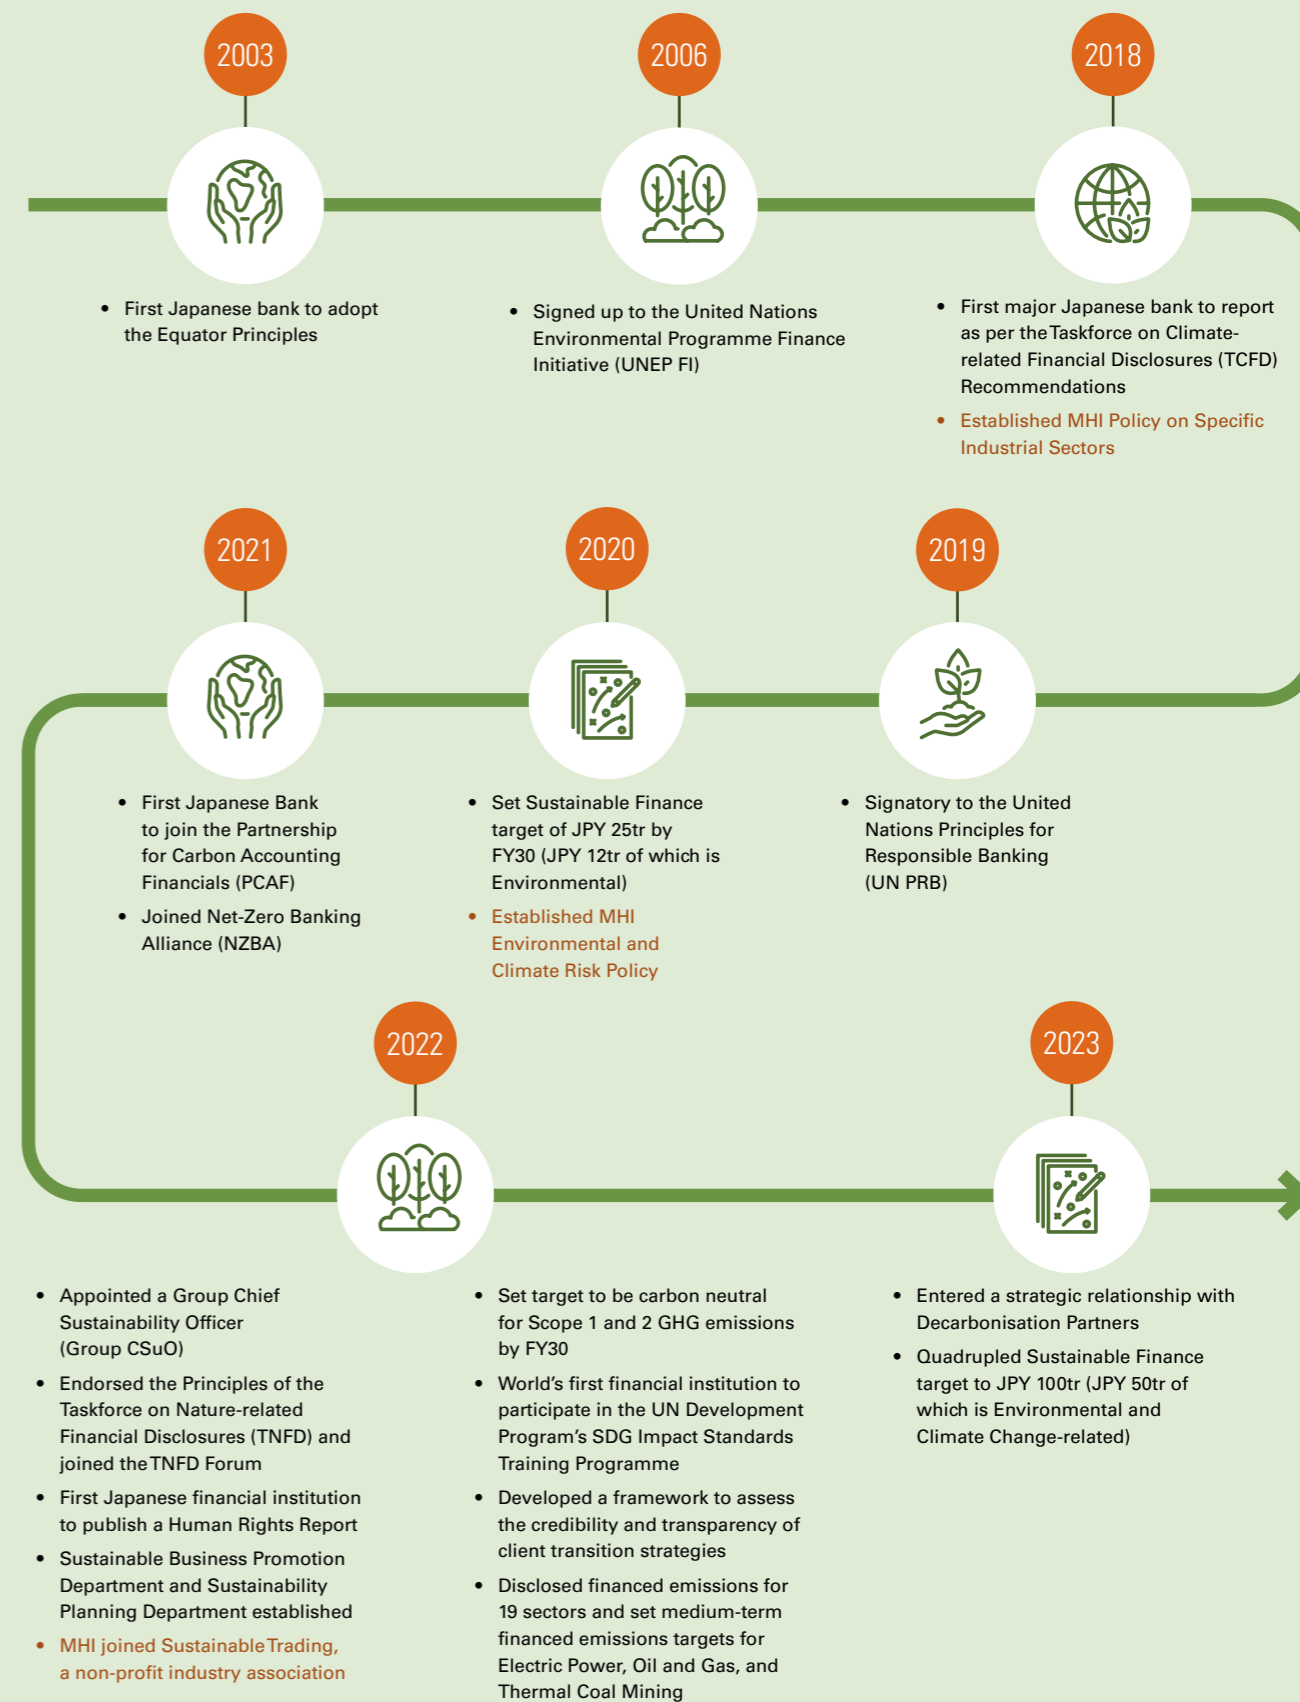 2003
• First Japanese bank to adopt
the Equator Principles
2006
• Signed up to the United Nations
Environmental Programme Finance
Initiative (UNEP FI)
2018
• First major Japanese bank to report
as per the Taskforce on Climate-
related Financial Disclosures (TCFD)
Recommendations
• Established MHI Policy on Specific
Industrial Sectors
2019
• Signatory to the United
Nations Principles for
Responsible Banking
(UN PRB)
2020
• Set Sustainable Finance
target of JPY 25tr by
FY30 (JPY 12tr of which is
Environmental)
• Established MHI
Environmental and
Climate Risk Policy
2021
• First Japanese Bank
to join the Partnership
for Carbon Accounting
Financials (PCAF)
• Joined Net-Zero Banking
Alliance (NZBA)
2022
• Appointed a Group Chief
Sustainability Officer
(Group CSuO)
• Endorsed the Principles of the
Taskforce on Nature-related
Financial Disclosures (TNFD) and
joined the TNFD Forum
• First Japanese financial institution
to publish a Human Rights Report
• Sustainable Business Promotion
Department and Sustainability
Planning Department established
• MHI joined Sustainable Trading,
a non-profit industry association
• Set target to be carbon neutral
for Scope 1 and 2 GHG emissions
by FY30
• World's first financial institution to
participate in the UN Development
Program's SDG Impact Standards
Training Programme
• Developed a framework to assess
the credibility and transparency of
client transition strategies
• Disclosed financed emissions for
19 sectors and set medium-term
financed emissions targets for
Electric Power, Oil and Gas, and
Thermal Coal Mining
2023
• Entered a strategic relationship with
Decarbonisation Partners
• Quadrupled Sustainable Finance
target to JPY 100tr (JPY 50tr of
which is Environmental and
Climate Change-related)